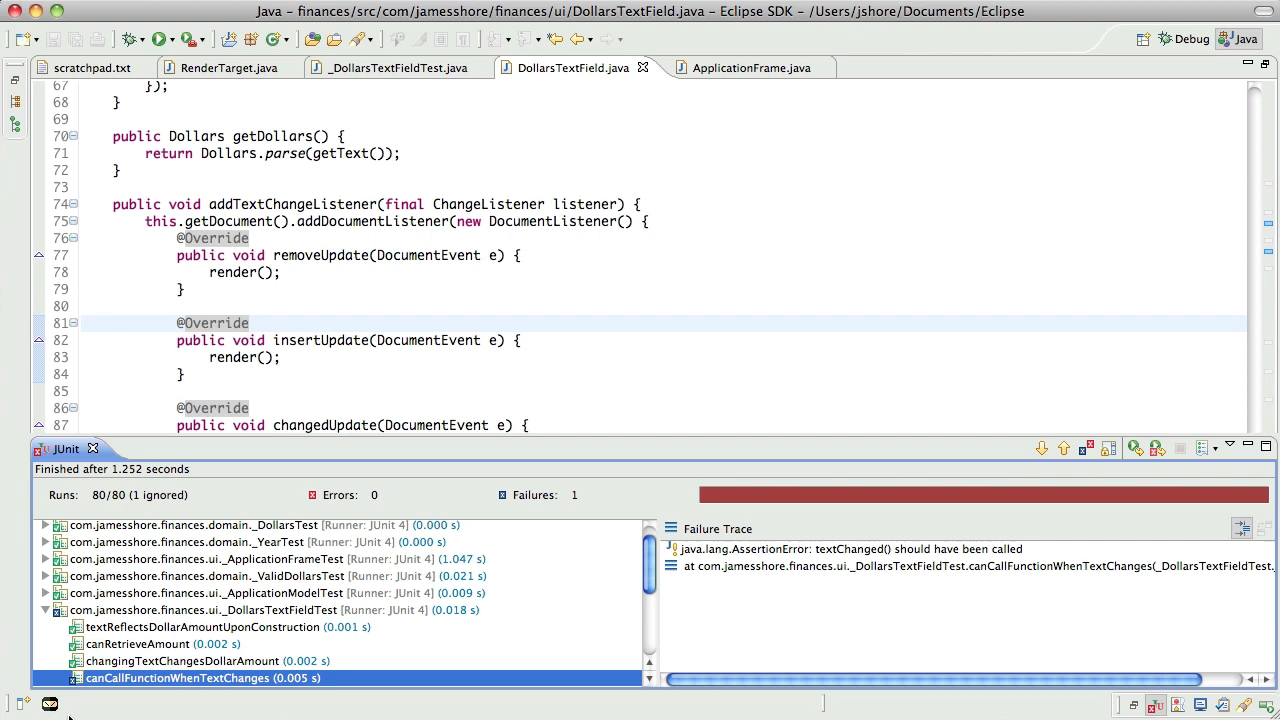 Java - finances/src/com/jamesshore/finances/ui/DollarsTextField.java - Eclipse SDK - /Users/jshore/Documents/Eclipse
Debug Java
scratchpad.txt RenderTarget.java _DollarsTextFieldTest.java DollarsTextField.java ApplicationFrame.java
67 });
68 }
69
70 public Dollars getDollars() {
71 return Dollars.parse(getText());
72 }
73
74 public void addTextChangeListener(final ChangeListener listener) {
75 this.getDocument().addDocumentListener(new DocumentListener() {
76 @Override
77 public void removeUpdate(DocumentEvent e) {
78 render();
79 }
80
81 @Override
82 public void insertUpdate(DocumentEvent e) {
83 render();
84 }
85
86 @Override
87 public void changedUpdate(DocumentEvent e) {
JUnit
Finished after 1.252 seconds
Runs: 80/80 (1 ignored) Errors: 0 Failures: 1
com.jamesshore.finances.domain._DollarsTest [Runner: JUnit 4] (0.000 s)
com.jamesshore.finances.domain._YearTest [Runner: JUnit 4] (0.000 s)
com.jamesshore.finances.ui._ApplicationFrameTest [Runner: JUnit 4] (1.047 s)
com.jamesshore.finances.domain._ValidDollarsTest [Runner: JUnit 4] (0.021 s)
com.jamesshore.finances.ui._ApplicationModelTest [Runner: JUnit 4] (0.009 s)
com.jamesshore.finances.ui._DollarsTextFieldTest [Runner: JUnit 4] (0.018 s)
textReflectsDollarAmountUponConstruction (0.001 s)
canRetrieveAmount (0.002 s)
changingTextChangesDollarAmount (0.002 s)
canCallFunctionWhenTextChanges (0.005 s)
Failure Trace
java.lang.AssertionError: textChanged() should have been called
at com.jamesshore.finances.ui._DollarsTextFieldTest.canCallFunctionWhenTextChanges(_DollarsTextFieldTest.